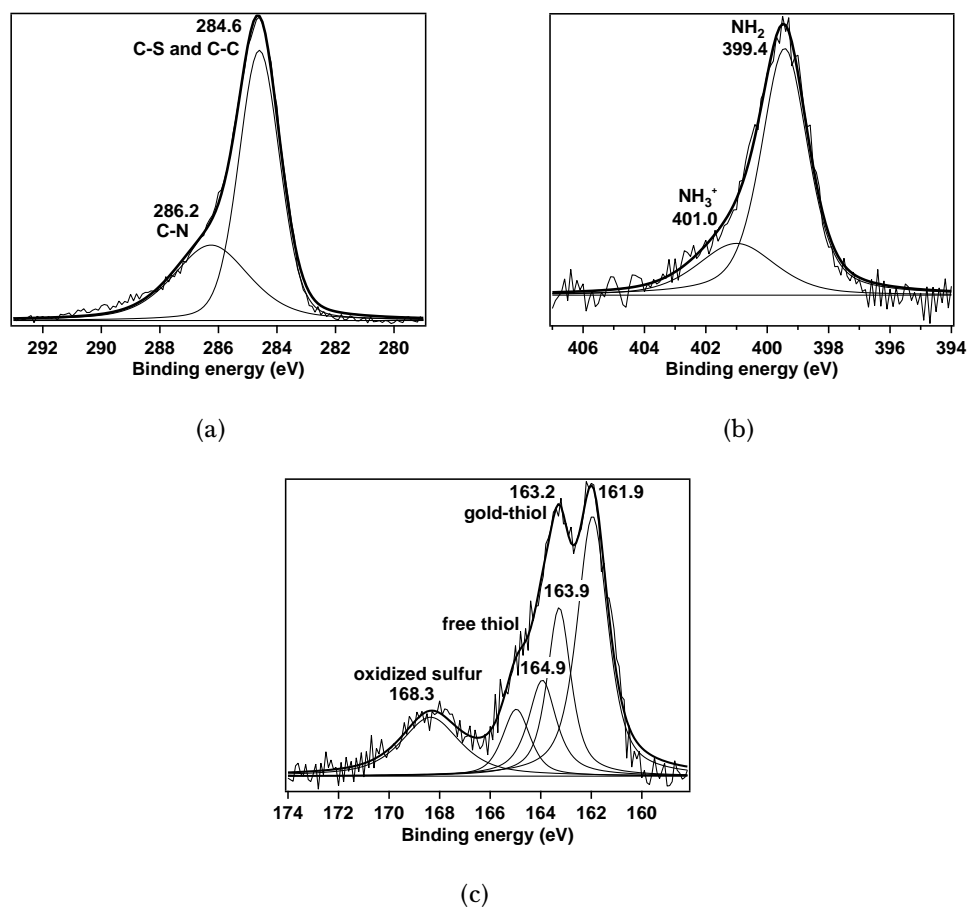 284.6
C-S and C-C
286.2
C-N
292 290 288 286 284 282 280
Binding energy (eV)
(a)
NH₂
399.4
NH₃⁺
401.0
406 404 402 400 398 396 394
Binding energy (eV)
(b)
163.2 161.9
gold-thiol
163.9
free thiol
164.9
oxidized sulfur
168.3
174 172 170 168 166 164 162 160
Binding energy (eV)
(c)